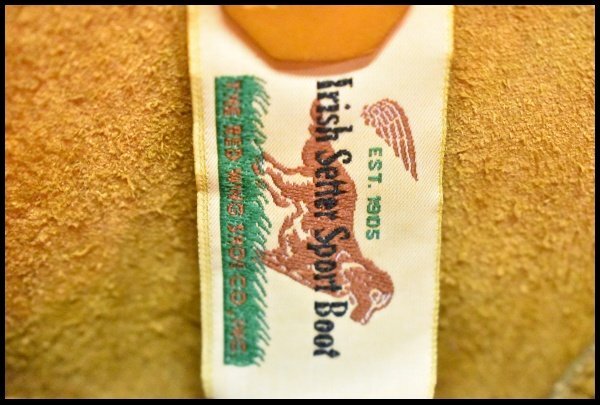 EST. 1905
Irish Setter Sport Boot
THE RED WING SHOE CO., INC.